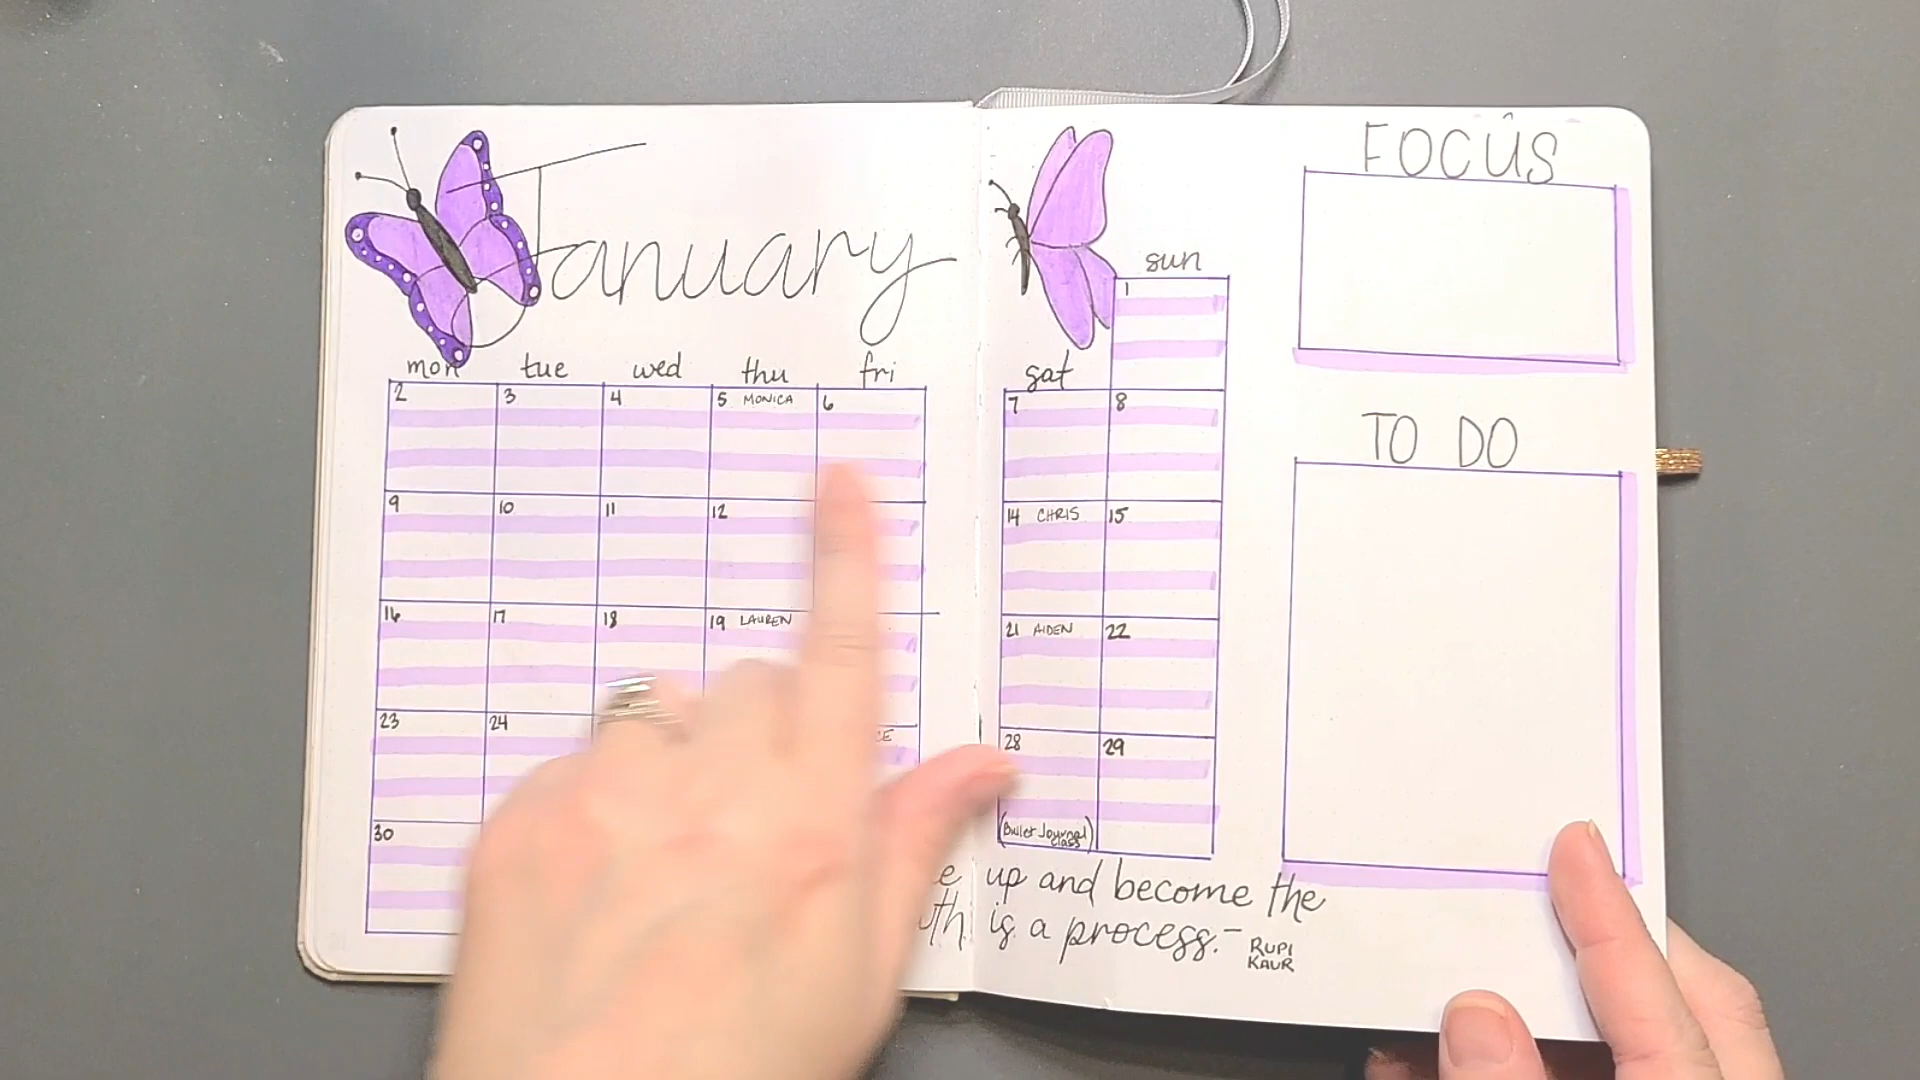 January
mon tue wed thu fri
2 3 4 5 MONICA 6
9 10 11 12
16 17 18 19 LAUREN
23 24
30
sun
1
sat
7 8
14 CHRIS 15
21 AIDEN 22
28 29
(Bullet Journal
class)
up and become the
is a process.-
RUPI
KAUR
FOCUS
TO DO